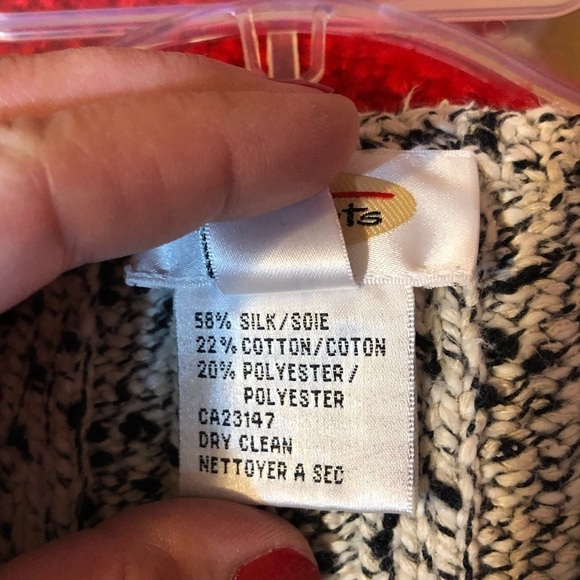 58% SILK/SOIE
22% COTTON/COTON
20% POLYESTER/
POLYESTER
CA23147
DRY CLEAN
NETTOYER A SEC